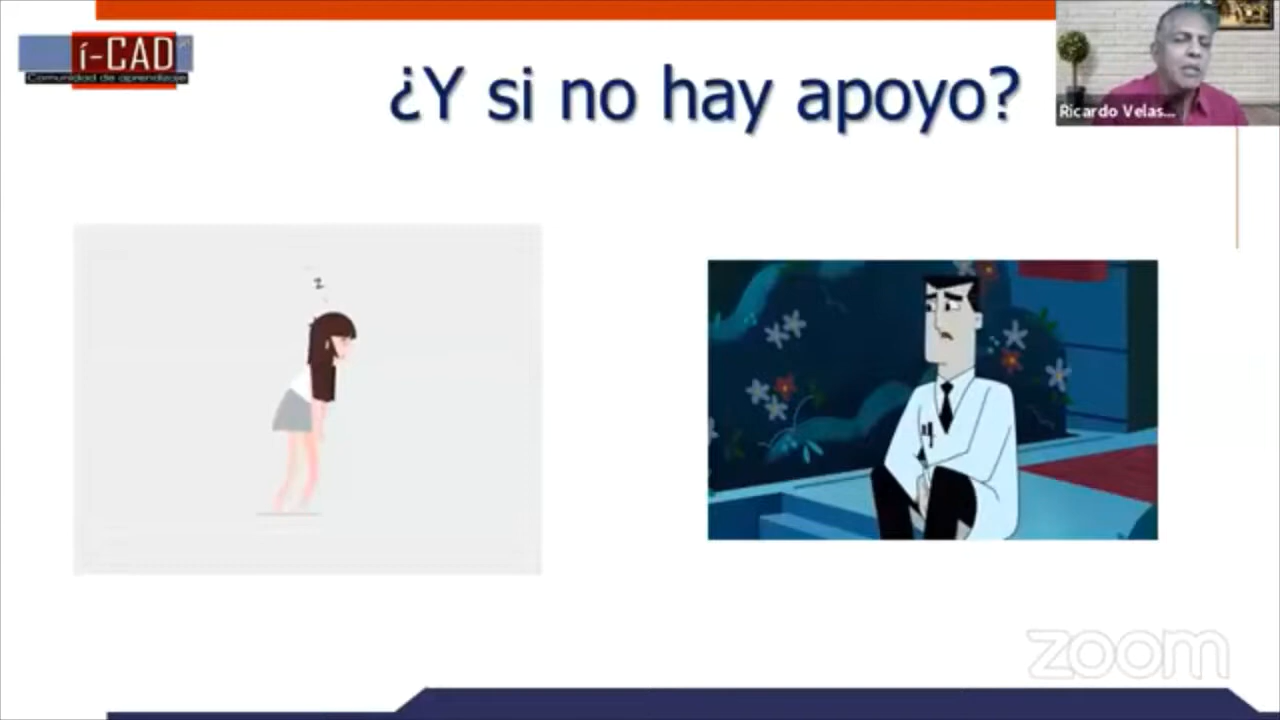 í-CAD
Comunidad de aprendizaje
¿Y si no hay apoyo?
Ricardo Velas...
z
zoom